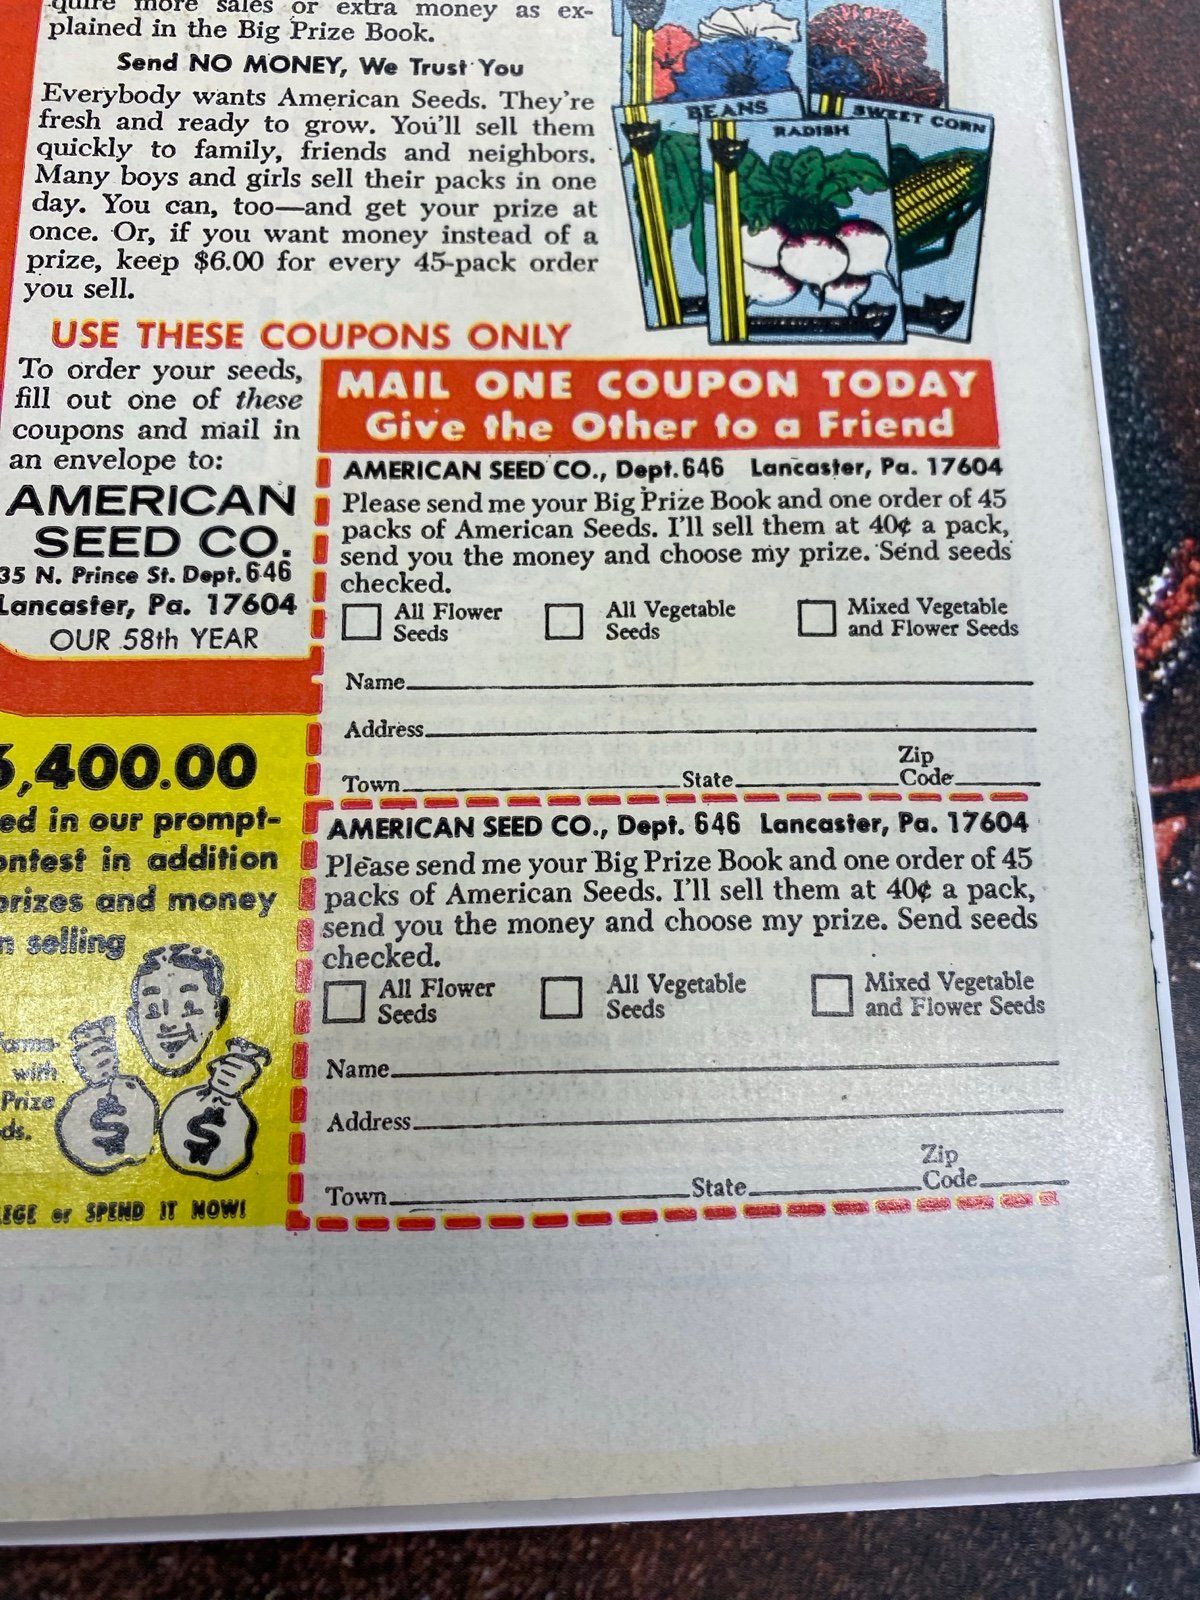 quire more sales or extra money as ex-
plained in the Big Prize Book.
Send NO MONEY, We Trust You
Everybody wants American Seeds. They're
fresh and ready to grow. You'll sell them
quickly to family, friends and neighbors.
Many boys and girls sell their packs in one
day. You can, too—and get your prize at
once. Or, if you want money instead of a
prize, keep $6.00 for every 45-pack order
you sell.
BEANS
RADISH
SWEET CORN
USE THESE COUPONS ONLY
To order your seeds,
fill out one of these
coupons and mail in
an envelope to:
AMERICAN
SEED CO.
35 N. Prince St. Dept. 646
Lancaster, Pa. 17604
OUR 58th YEAR
MAIL ONE COUPON TODAY
Give the Other to a Friend
AMERICAN SEED CO., Dept. 646 Lancaster, Pa. 17604
Please send me your Big Prize Book and one order of 45
packs of American Seeds. I'll sell them at 40¢ a pack,
send you the money and choose my prize. Send seeds
checked.
All Flower Seeds
All Vegetable Seeds
Mixed Vegetable and Flower Seeds
Name
Address
Town State Zip Code
AMERICAN SEED CO., Dept. 646 Lancaster, Pa. 17604
Please send me your Big Prize Book and one order of 45
packs of American Seeds. I'll sell them at 40¢ a pack,
send you the money and choose my prize. Send seeds
checked.
All Flower Seeds
All Vegetable Seeds
Mixed Vegetable and Flower Seeds
Name
Address
Town State Zip Code
,400.00
ed in our prompt-
ontest in addition
prizes and money
n selling
with
Prize
ds.
$ $
EGE or SPEND IT NOW!